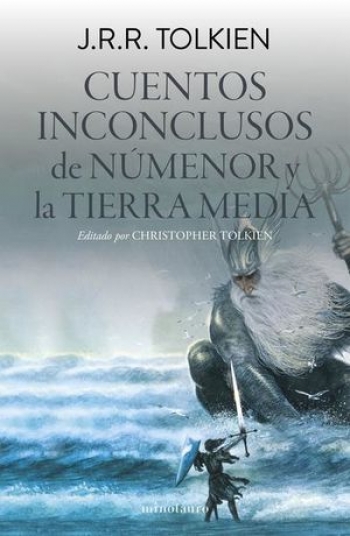 J.R.R. TOLKIEN
CUENTOS
INCONCLUSOS
de NÚMENOR y
la TIERRA MEDIA
Editado por CHRISTOPHER TOLKIEN
minotauro